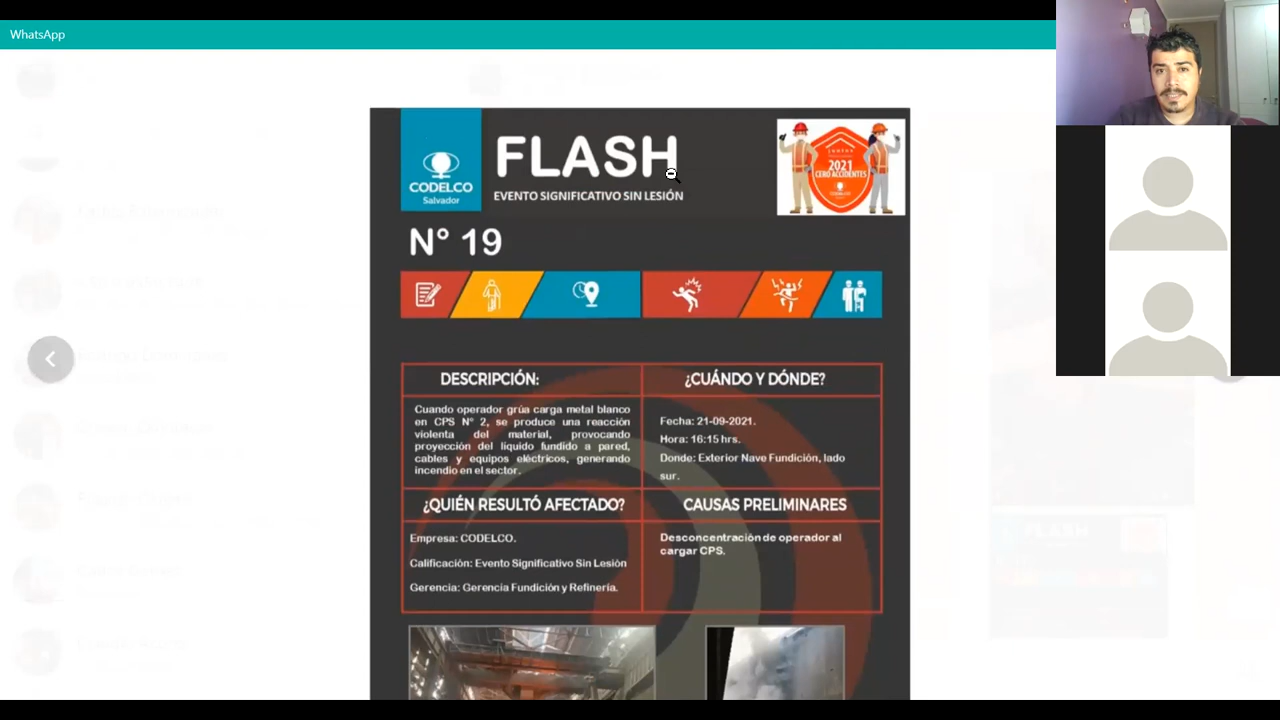 WhatsApp
CODELCO
Salvador
FLASH
EVENTO SIGNIFICATIVO SIN LESIÓN
2021
CERO ACCIDENTES
N° 19
DESCRIPCIÓN:
Cuando operador grúa carga metal blanco
en CPS N° 2, se produce una reacción
violenta del material, provocando
proyección del líquido fundido a pared,
cables y equipos eléctricos, generando
incendio en el sector.
¿CUÁNDO Y DÓNDE?
Fecha: 21-09-2021.
Hora: 16:15 hrs.
Donde: Exterior Nave Fundición, lado
sur.
¿QUIÉN RESULTÓ AFECTADO?
Empresa: CODELCO.
Calificación: Evento Significativo Sin Lesión
Gerencia: Gerencia Fundición y Refinería.
CAUSAS PRELIMINARES
Desconcentración de operador al
cargar CPS.